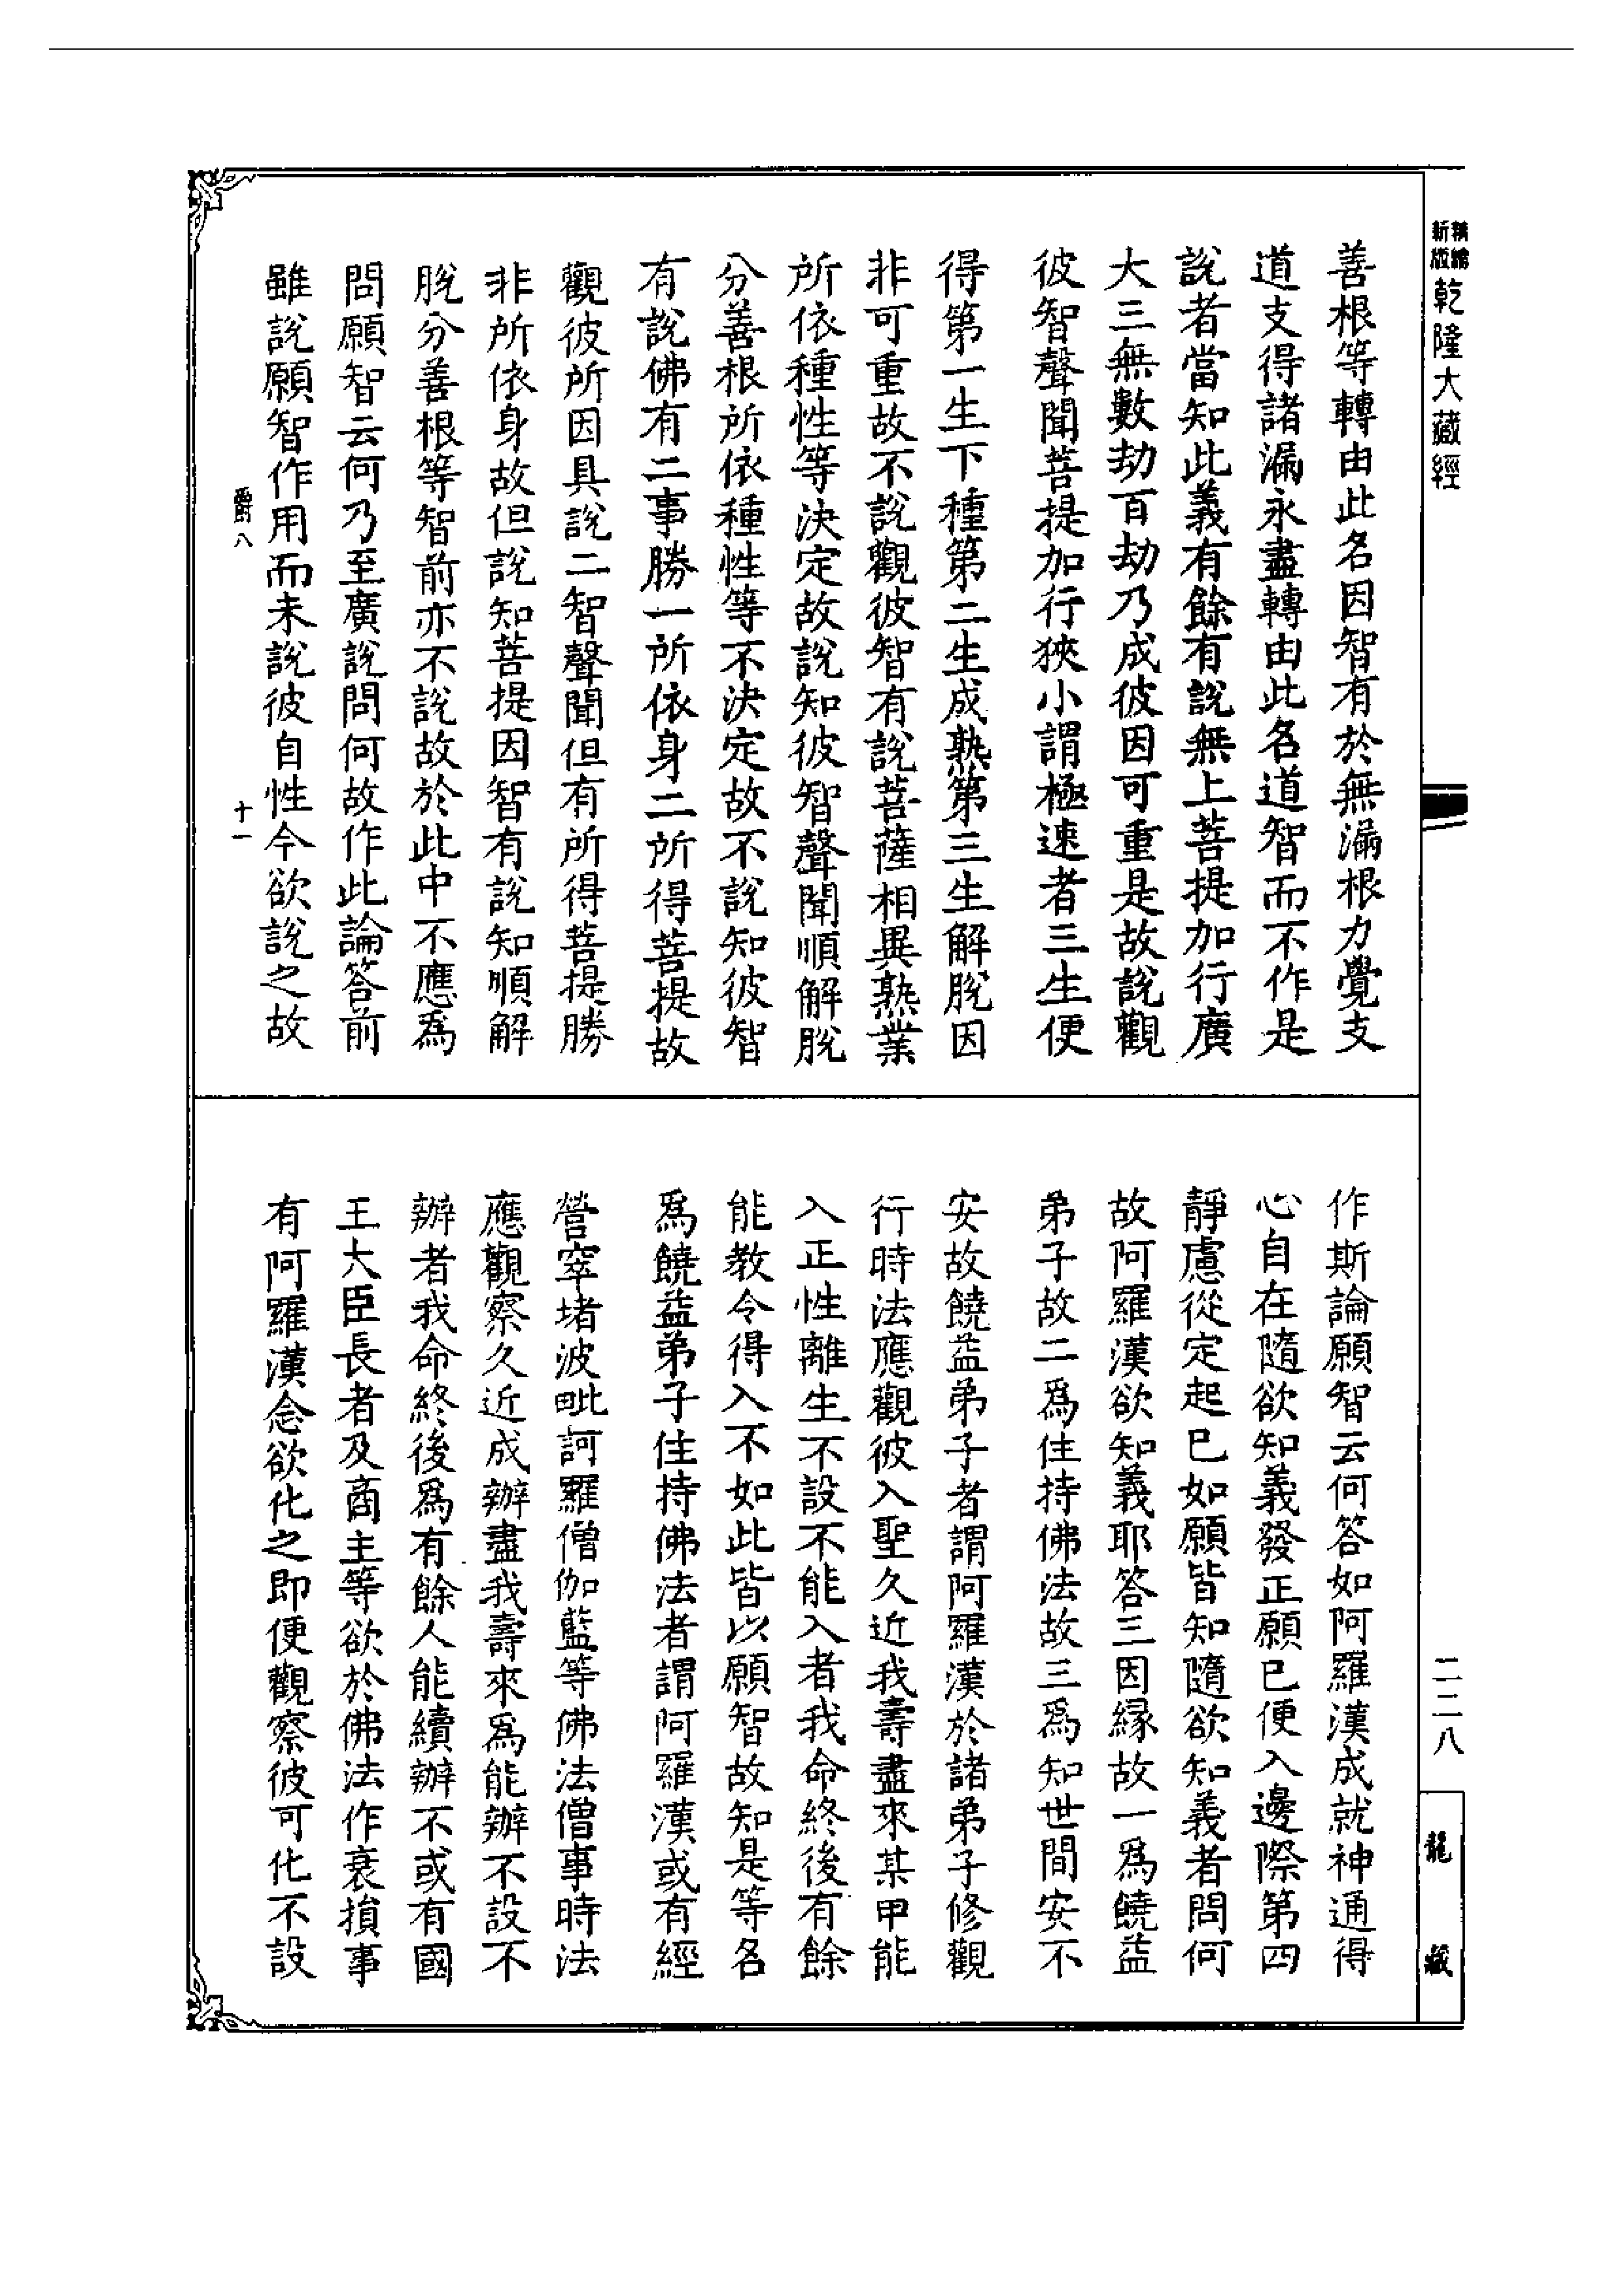 精繪
新版
乾隆大藏經
善根等轉由此名因智有於無漏根力覺支
道支得諸漏永盡轉由此名道智而不作是
說者當知此義有餘有說無上菩提加行廣
大三無數劫百劫乃成彼因可重是故說觀
彼智聲聞菩提加行狹小謂極速者三生便
得第一生下種第二生成熟第三生解脫因
非可重故不說觀彼智有說菩薩相異熟業
所依種性等決定故說知彼智聲聞順解脫
分善根所依種性等不決定故不說知彼智
有說佛有二事勝一所依身二所得菩提故
觀彼所因具說二智聲聞但有所得菩提勝
非所依身故但說知菩提因智有說知順解
脫分善根等智前亦不說故於此中不應為
問願智云何乃至廣說問何故作此論答前
雖說願智作用而未說彼自性今欲說之故
爵八
十一
作斯論願智云何答如阿羅漢成就神通得
心自在隨欲知義發正願已便入邊際第四
靜慮從定起已如願皆知隨欲知義者問何
故阿羅漢欲知義耶答三因緣故一爲饒益
弟子故二爲住持佛法故三爲知世間安不
安故饒益弟子者謂阿羅漢於諸弟子修觀
行時法應觀彼入聖久近我壽盡來某甲能
入正性離生不設不能入者我命終後有餘
能教令得入不如此皆以願智故知是等名
爲饒益弟子住持佛法者謂阿羅漢或有經
營窣堵波毗訶羅僧伽藍等佛法僧事時法
應觀察久近成辦盡我壽來爲能辦不設不
辦者我命終後爲有餘人能續辦不或有國
王大臣長者及商主等欲於佛法作衰損事
有阿羅漢念欲化之即便觀察彼可化不設
二二八
龍藏